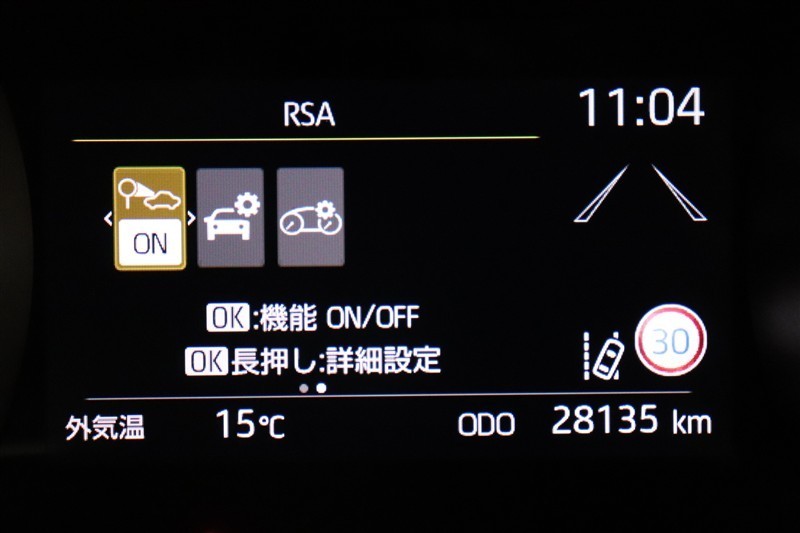 RSA
11:04
ON
OK:機能 ON/OFF
OK長押し:詳細設定
30
外気温 15℃ ODO 28135 km